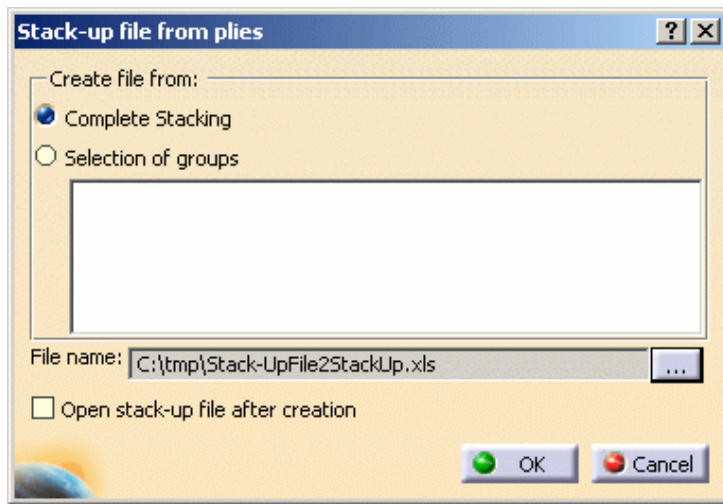 Stack-up file from plies
Create file from:
Complete Stacking
Selection of groups
File name: C:\tmp\Stack-UpFile2StackUp.xls ...
Open stack-up file after creation
OK Cancel